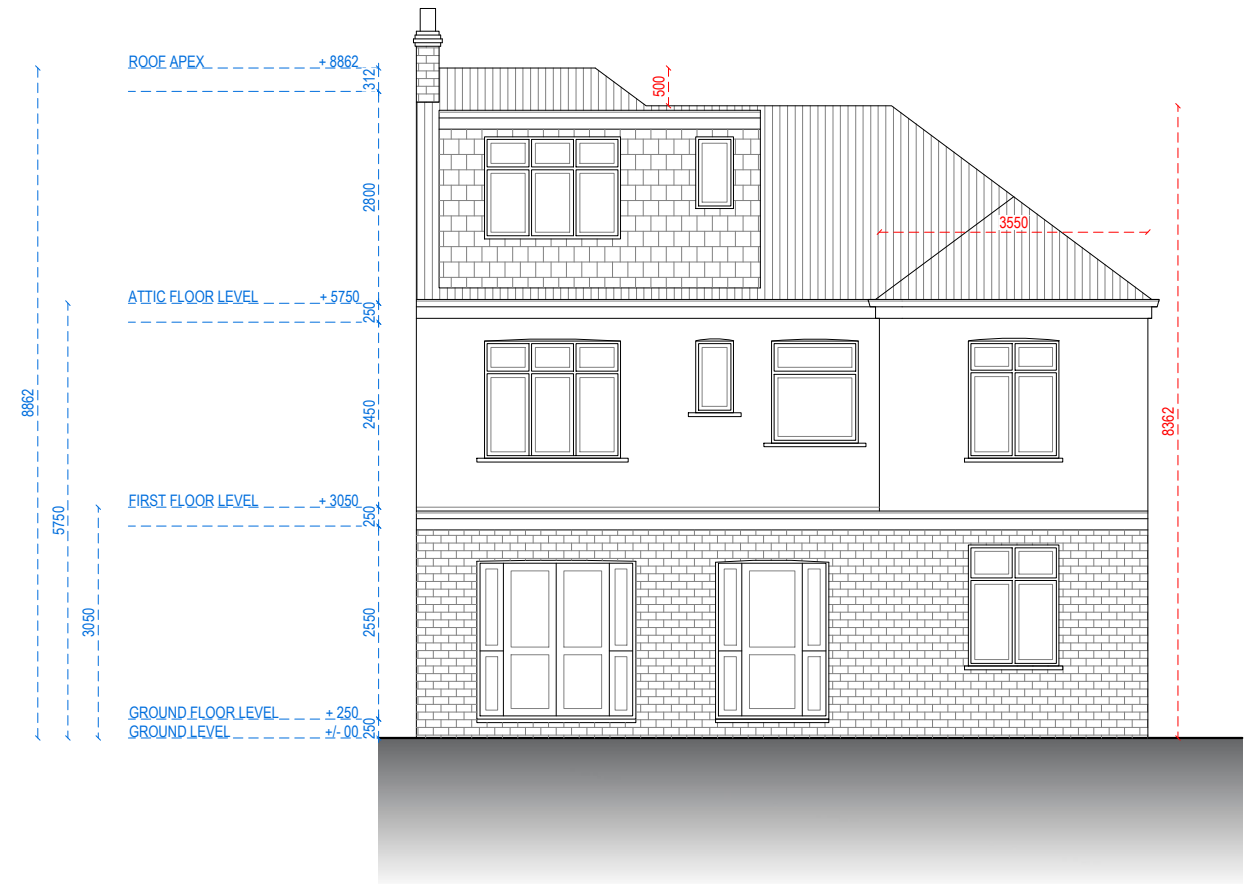 ROOF APEX + 8862
312
500
2800
3550
ATTIC FLOOR LEVEL + 5750
250
8862
2450
8362
FIRST FLOOR LEVEL + 3050
250
5750
3050
2550
GROUND FLOOR LEVEL + 250
GROUND LEVEL +/- 00
250